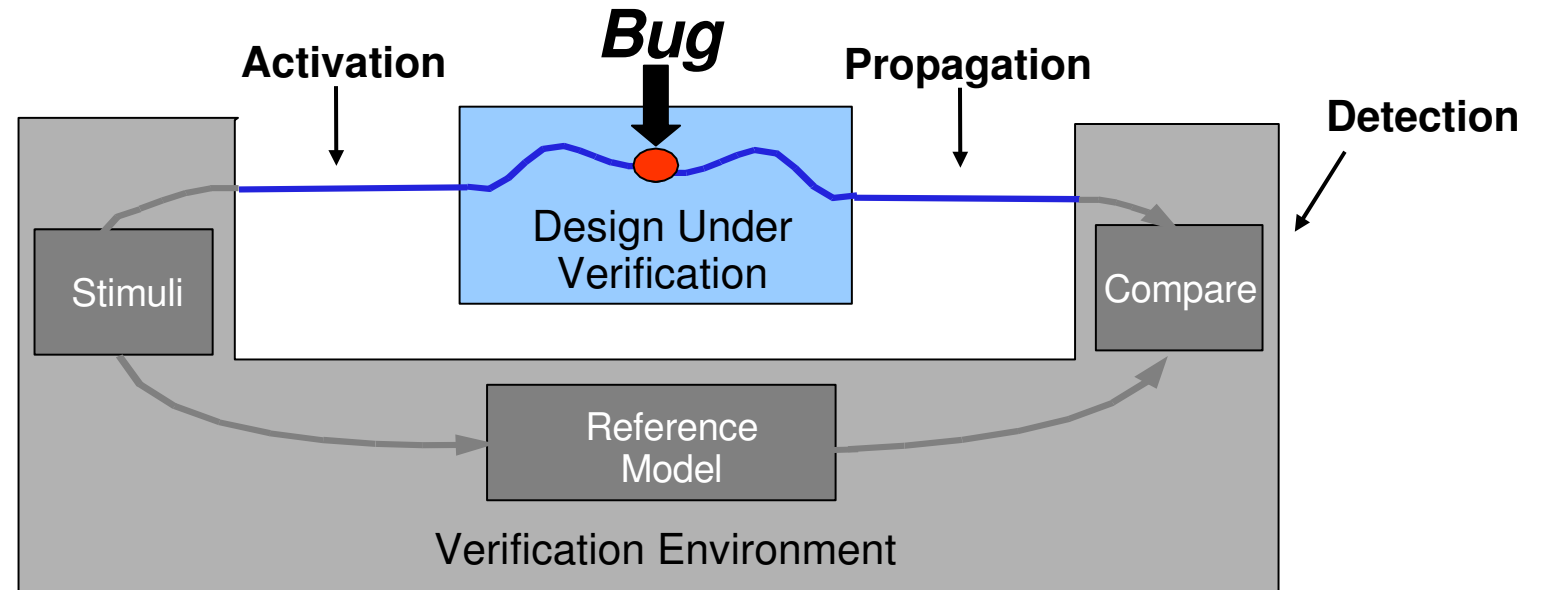 Bug
Activation
Propagation
Detection
Design Under
Verification
Stimuli
Compare
Reference
Model
Verification Environment